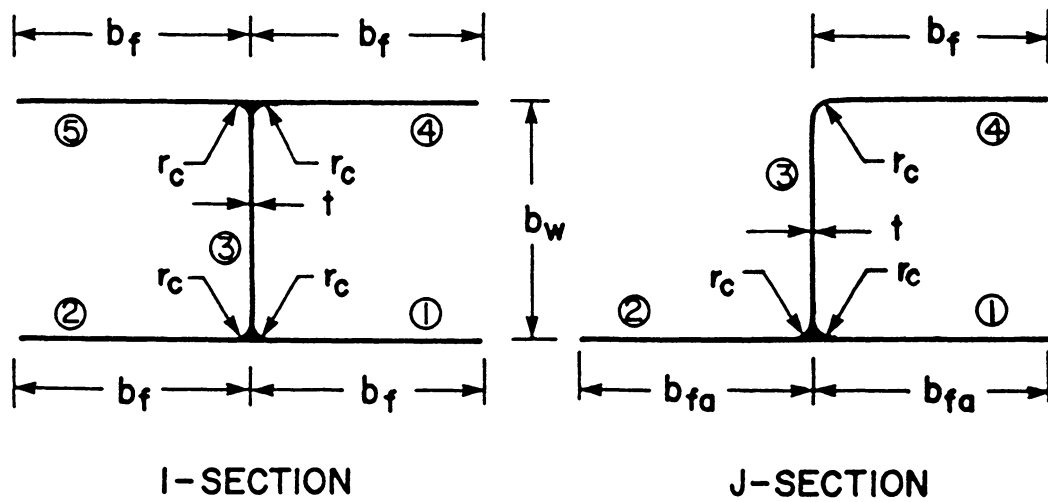 b_f b_f b_f
⑤ ④ ④
r_c r_c r_c
③
t b_w t
③
r_c r_c r_c r_c
② ① ② ①
b_f b_f b_fa b_fa
I-SECTION J-SECTION